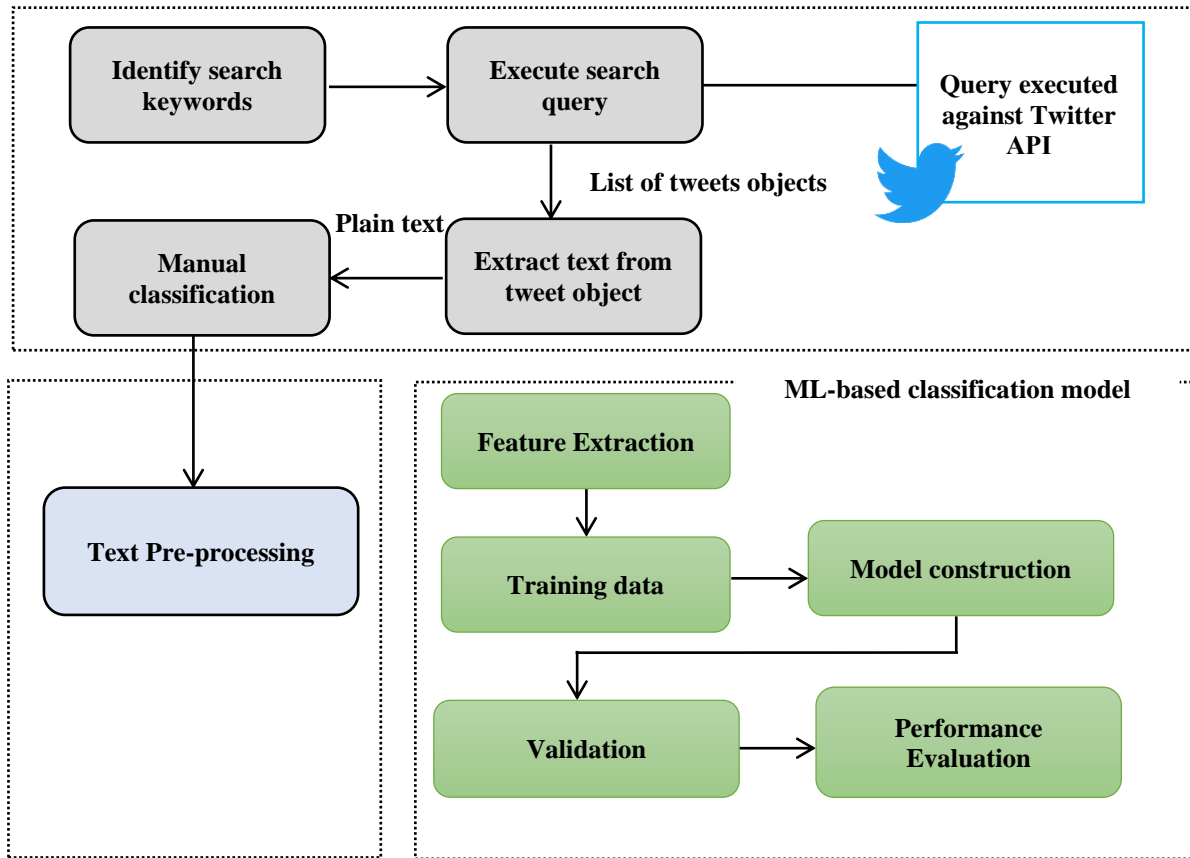 Identify search
keywords
Execute search
query
Query executed
against Twitter
API
List of tweets objects
Plain text
Manual
classification
Extract text from
tweet object
ML-based classification model
Feature Extraction
Text Pre-processing
Training data
Model construction
Validation
Performance
Evaluation